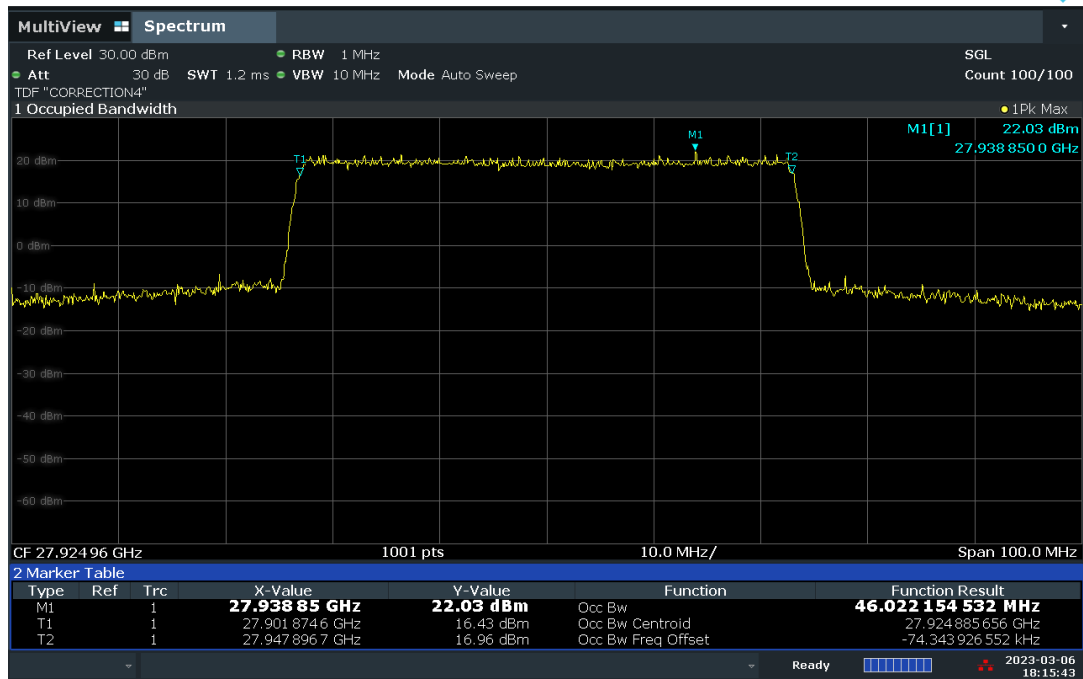 MultiView Spectrum
Ref Level 30.00 dBm RBW 1 MHz SGL
Att 30 dB SWT 1.2 ms VBW 10 MHz Mode Auto Sweep Count 100/100
TDF "CORRECTION4"
1 Occupied Bandwidth 1Pk Max
M1[1] 22.03 dBm
27.938 850 0 GHz
M1
T1
T2
20 dBm
10 dBm
0 dBm
-10 dBm
-20 dBm
-30 dBm
-40 dBm
-50 dBm
-60 dBm
CF 27.924 96 GHz 1001 pts 10.0 MHz/ Span 100.0 MHz
2 Marker Table
Type Ref Trc X-Value Y-Value Function Function Result
M1 1 27.938 85 GHz 22.03 dBm Occ Bw 46.022 154 532 MHz
T1 1 27.901 874 6 GHz 16.43 dBm Occ Bw Centroid 27.924 885 656 GHz
T2 1 27.947 896 7 GHz 16.96 dBm Occ Bw Freq Offset -74.343 926 552 kHz
Ready 2023-03-06
18:15:43